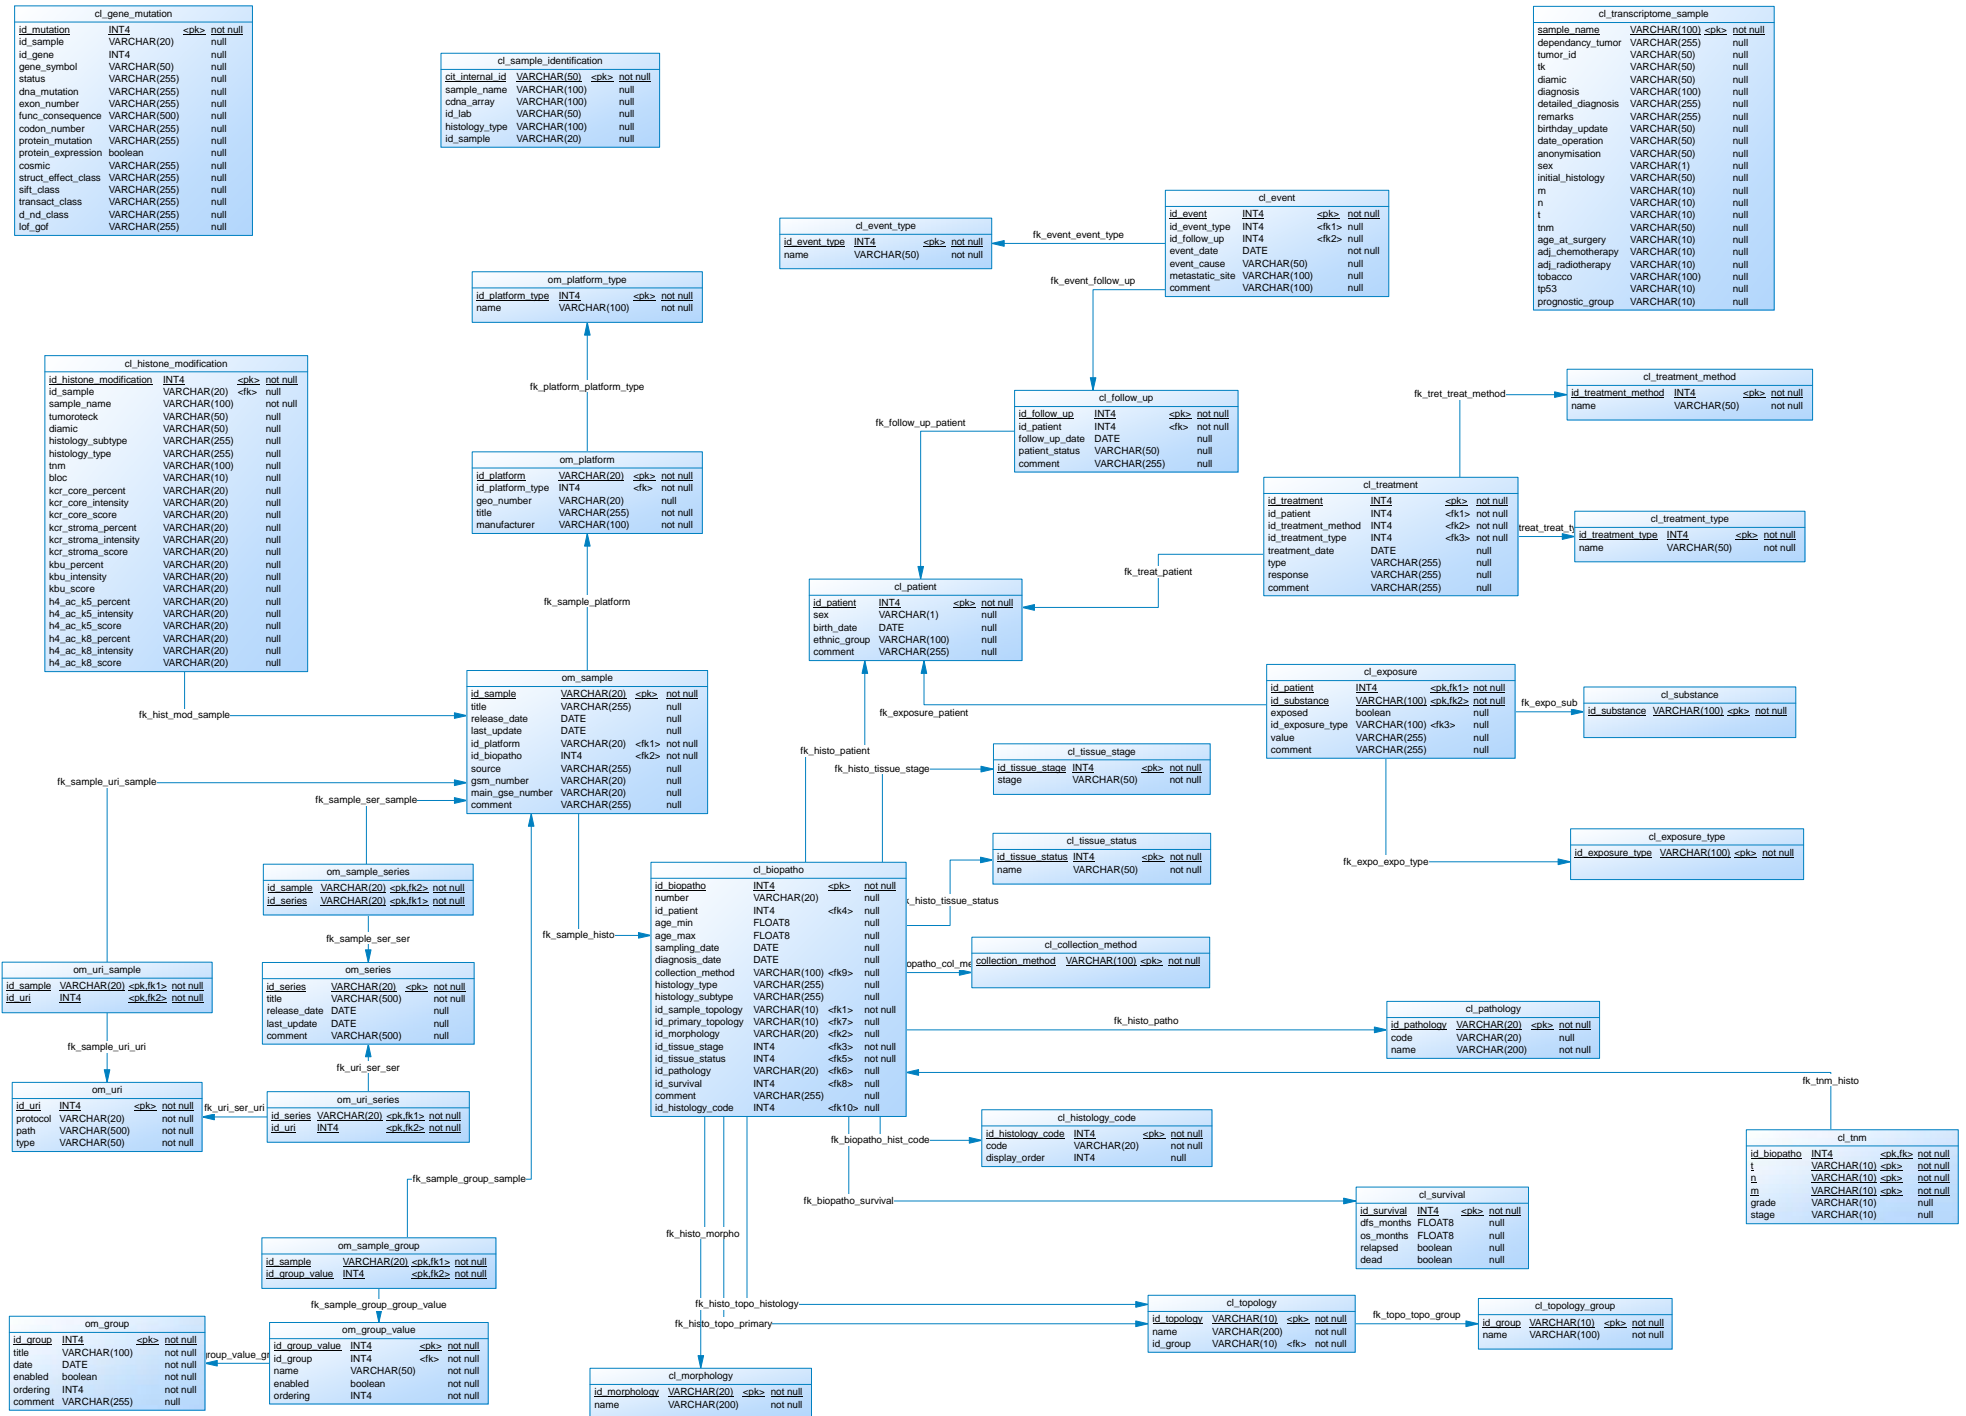 cl_gene_mutation
id_mutation INT4 <pk> not null
id_sample VARCHAR(20) null
id_gene INT4 null
gene_symbol VARCHAR(50) null
status VARCHAR(255) null
dna_mutation VARCHAR(255) null
exon_number VARCHAR(255) null
func_consequence VARCHAR(500) null
codon_number VARCHAR(255) null
protein_mutation VARCHAR(255) null
protein_expression boolean null
cosmic VARCHAR(255) null
struct_effect_class VARCHAR(255) null
sift_class VARCHAR(255) null
transact_class VARCHAR(255) null
d_nd_class VARCHAR(255) null
lof_gof VARCHAR(255) null
cl_sample_identification
cit_internal_id VARCHAR(50) <pk> not null
sample_name VARCHAR(100) null
cdna_array VARCHAR(100) null
id_lab VARCHAR(50) null
histology_type VARCHAR(100) null
id_sample VARCHAR(20) null
cl_transcriptome_sample
sample_name VARCHAR(100) <pk> not null
dependancy_tumor VARCHAR(255) null
tumor_id VARCHAR(50) null
tk VARCHAR(50) null
diamic VARCHAR(50) null
diagnosis VARCHAR(100) null
detailed_diagnosis VARCHAR(255) null
remarks VARCHAR(255) null
birthday_update VARCHAR(50) null
date_operation VARCHAR(50) null
anonymisation VARCHAR(50) null
sex VARCHAR(1) null
initial_histology VARCHAR(50) null
m VARCHAR(10) null
n VARCHAR(10) null
t VARCHAR(10) null
tnm VARCHAR(50) null
age_at_surgery VARCHAR(10) null
adj_chemotherapy VARCHAR(10) null
adj_radiotherapy VARCHAR(10) null
tobacco VARCHAR(100) null
tp53 VARCHAR(10) null
prognostic_group VARCHAR(10) null
cl_event
id_event INT4 <pk> not null
id_event_type INT4 <fk1> null
id_follow_up INT4 <fk2> null
event_date DATE not null
event_cause VARCHAR(50) null
metastatic_site VARCHAR(100) null
comment VARCHAR(100) null
fk_event_event_type
cl_event_type
id_event_type INT4 <pk> not null
name VARCHAR(50) not null
fk_event_follow_up
om_platform_type
id_platform_type INT4 <pk> not null
name VARCHAR(100) not null
fk_platform_platform_type
cl_histone_modification
id_histone_modification INT4 <pk> not null
id_sample VARCHAR(20) <fk> null
sample_name VARCHAR(100) not null
tumoroteck VARCHAR(50) null
diamic VARCHAR(50) null
histology_subtype VARCHAR(255) null
histology_type VARCHAR(255) null
tnm VARCHAR(100) null
bloc VARCHAR(10) null
kcr_core_percent VARCHAR(20) null
kcr_core_intensity VARCHAR(20) null
kcr_core_score VARCHAR(20) null
kcr_stroma_percent VARCHAR(20) null
kcr_stroma_intensity VARCHAR(20) null
kcr_stroma_score VARCHAR(20) null
kbu_percent VARCHAR(20) null
kbu_intensity VARCHAR(20) null
kbu_score VARCHAR(20) null
h4_ac_k5_percent VARCHAR(20) null
h4_ac_k5_intensity VARCHAR(20) null
h4_ac_k5_score VARCHAR(20) null
h4_ac_k8_percent VARCHAR(20) null
h4_ac_k8_intensity VARCHAR(20) null
h4_ac_k8_score VARCHAR(20) null
fk_hist_mod_sample
om_platform
id_platform VARCHAR(20) <pk> not null
id_platform_type INT4 <fk> not null
geo_number VARCHAR(20) null
title VARCHAR(255) not null
manufacturer VARCHAR(100) not null
fk_sample_platform
cl_follow_up
id_follow_up INT4 <pk> not null
id_patient INT4 <fk> not null
follow_up_date DATE null
patient_status VARCHAR(50) null
comment VARCHAR(255) null
fk_follow_up_patient
cl_treatment_method
id_treatment_method INT4 <pk> not null
name VARCHAR(50) not null
fk_tret_treat_method
cl_treatment
id_treatment INT4 <pk> not null
id_patient INT4 <fk1> not null
id_treatment_method INT4 <fk2> not null
id_treatment_type INT4 <fk3> not null
treatment_date DATE null
type VARCHAR(255) null
response VARCHAR(255) null
comment VARCHAR(255) null
treat_treat_ty
cl_treatment_type
id_treatment_type INT4 <pk> not null
name VARCHAR(50) not null
fk_treat_patient
cl_patient
id_patient INT4 <pk> not null
sex VARCHAR(1) null
birth_date DATE null
ethnic_group VARCHAR(100) null
comment VARCHAR(255) null
fk_exposure_patient
cl_exposure
id_patient INT4 <pk,fk1> not null
id_substance VARCHAR(100) <pk,fk2> not null
exposed boolean null
id_exposure_type VARCHAR(100) <fk3> null
value VARCHAR(255) null
comment VARCHAR(255) null
fk_expo_sub
cl_substance
id_substance VARCHAR(100) <pk> not null
fk_expo_expo_type
cl_exposure_type
id_exposure_type VARCHAR(100) <pk> not null
om_sample
id_sample VARCHAR(20) <pk> not null
title VARCHAR(255) null
release_date DATE null
last_update DATE null
id_platform VARCHAR(20) <fk1> not null
id_biopatho INT4 <fk2> not null
source VARCHAR(255) null
gsm_number VARCHAR(20) null
main_gse_number VARCHAR(20) null
comment VARCHAR(255) null
fk_sample_uri_sample
fk_sample_ser_sample
fk_histo_patient
fk_histo_tissue_stage
cl_tissue_stage
id_tissue_stage INT4 <pk> not null
stage VARCHAR(50) not null
cl_tissue_status
id_tissue_status INT4 <pk> not null
name VARCHAR(50) not null
k_histo_tissue_status
om_sample_series
id_sample VARCHAR(20) <pk,fk2> not null
id_series VARCHAR(20) <pk,fk1> not null
fk_sample_ser_ser
fk_sample_histo
cl_biopatho
id_biopatho INT4 <pk> not null
number VARCHAR(20) null
id_patient INT4 <fk4> null
age_min FLOAT8 null
age_max FLOAT8 null
sampling_date DATE null
diagnosis_date DATE null
collection_method VARCHAR(100) <fk9> null
histology_type VARCHAR(255) null
histology_subtype VARCHAR(255) null
id_sample_topology VARCHAR(10) <fk1> not null
id_primary_topology VARCHAR(10) <fk7> null
id_morphology VARCHAR(20) <fk2> null
id_tissue_stage INT4 <fk3> not null
id_tissue_status INT4 <fk5> not null
id_pathology VARCHAR(20) <fk6> null
id_survival INT4 <fk8> null
comment VARCHAR(255) null
id_histology_code INT4 <fk10> null
opatho_col_me
cl_collection_method
collection_method VARCHAR(100) <pk> not null
fk_histo_patho
cl_pathology
id_pathology VARCHAR(20) <pk> not null
code VARCHAR(20) null
name VARCHAR(200) not null
om_uri_sample
id_sample VARCHAR(20) <pk,fk1> not null
id_uri INT4 <pk,fk2> not null
fk_sample_uri_uri
om_series
id_series VARCHAR(20) <pk> not null
title VARCHAR(500) not null
release_date DATE null
last_update DATE null
comment VARCHAR(500) null
fk_uri_ser_ser
om_uri
id_uri INT4 <pk> not null
protocol VARCHAR(20) not null
path VARCHAR(500) not null
type VARCHAR(50) not null
fk_uri_ser_uri
om_uri_series
id_series VARCHAR(20) <pk,fk1> not null
id_uri INT4 <pk,fk2> not null
fk_tnm_histo
cl_tnm
id_biopatho INT4 <pk,fk> not null
t VARCHAR(10) <pk> not null
n VARCHAR(10) <pk> not null
m VARCHAR(10) <pk> not null
grade VARCHAR(10) null
stage VARCHAR(10) null
fk_biopatho_hist_code
cl_histology_code
id_histology_code INT4 <pk> not null
code VARCHAR(20) not null
display_order INT4 null
fk_sample_group_sample
fk_biopatho_survival
cl_survival
id_survival INT4 <pk> not null
dfs_months FLOAT8 null
os_months FLOAT8 null
relapsed boolean null
dead boolean null
fk_histo_morpho
om_sample_group
id_sample VARCHAR(20) <pk,fk1> not null
id_group_value INT4 <pk,fk2> not null
fk_sample_group_group_value
fk_histo_topo_histology
fk_histo_topo_primary
cl_topology
id_topology VARCHAR(10) <pk> not null
name VARCHAR(200) not null
id_group VARCHAR(10) <fk> not null
fk_topo_topo_group
cl_topology_group
id_group VARCHAR(10) <pk> not null
name VARCHAR(100) not null
om_group
id_group INT4 <pk> not null
title VARCHAR(100) not null
date DATE not null
enabled boolean not null
ordering INT4 not null
comment VARCHAR(255) null
roup_value_gr
om_group_value
id_group_value INT4 <pk> not null
id_group INT4 <fk> not null
name VARCHAR(50) not null
enabled boolean not null
ordering INT4 not null
cl_morphology
id_morphology VARCHAR(20) <pk> not null
name VARCHAR(200) not null